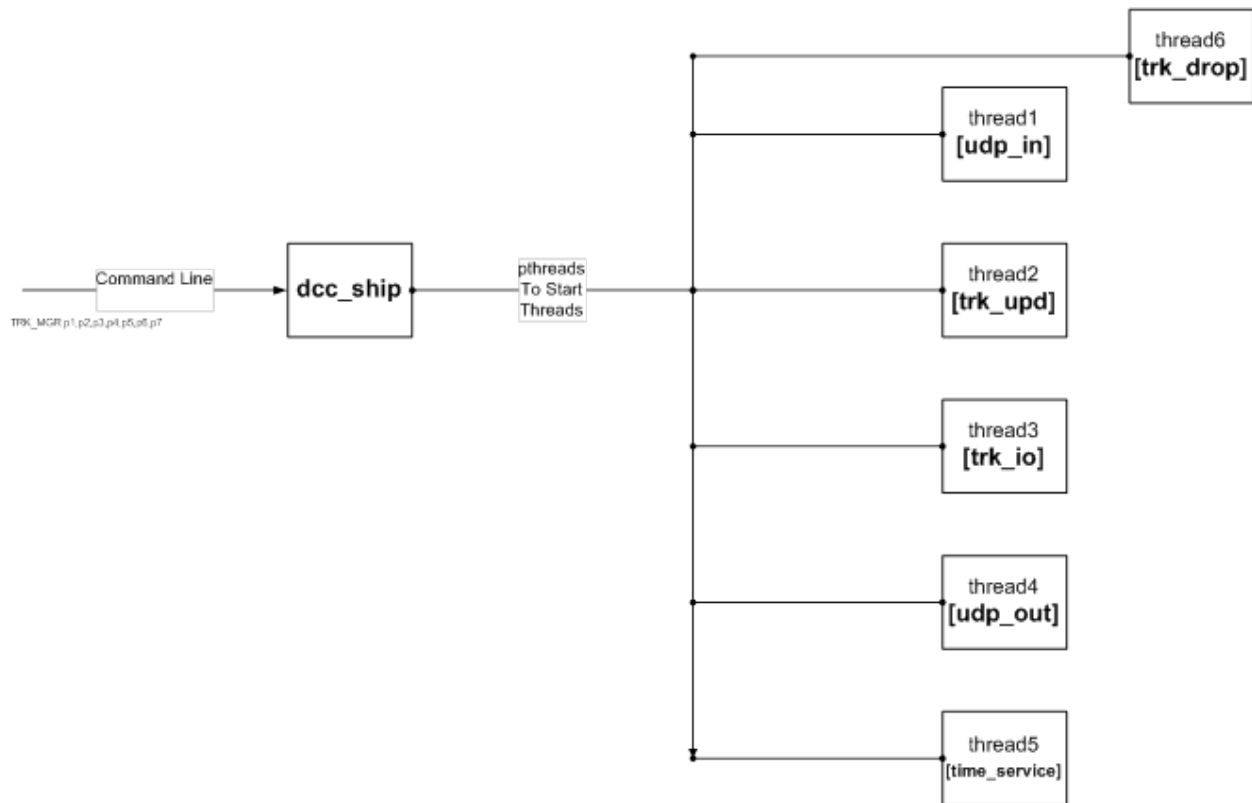 thread6
[trk_drop]
thread1
[udp_in]
Command Line
TRK_MGR p1,p2,p3,p4,p5,p6,p7
dcc_ship
pthreads
To Start
Threads
thread2
[trk_upd]
thread3
[trk_io]
thread4
[udp_out]
thread5
[time_service]